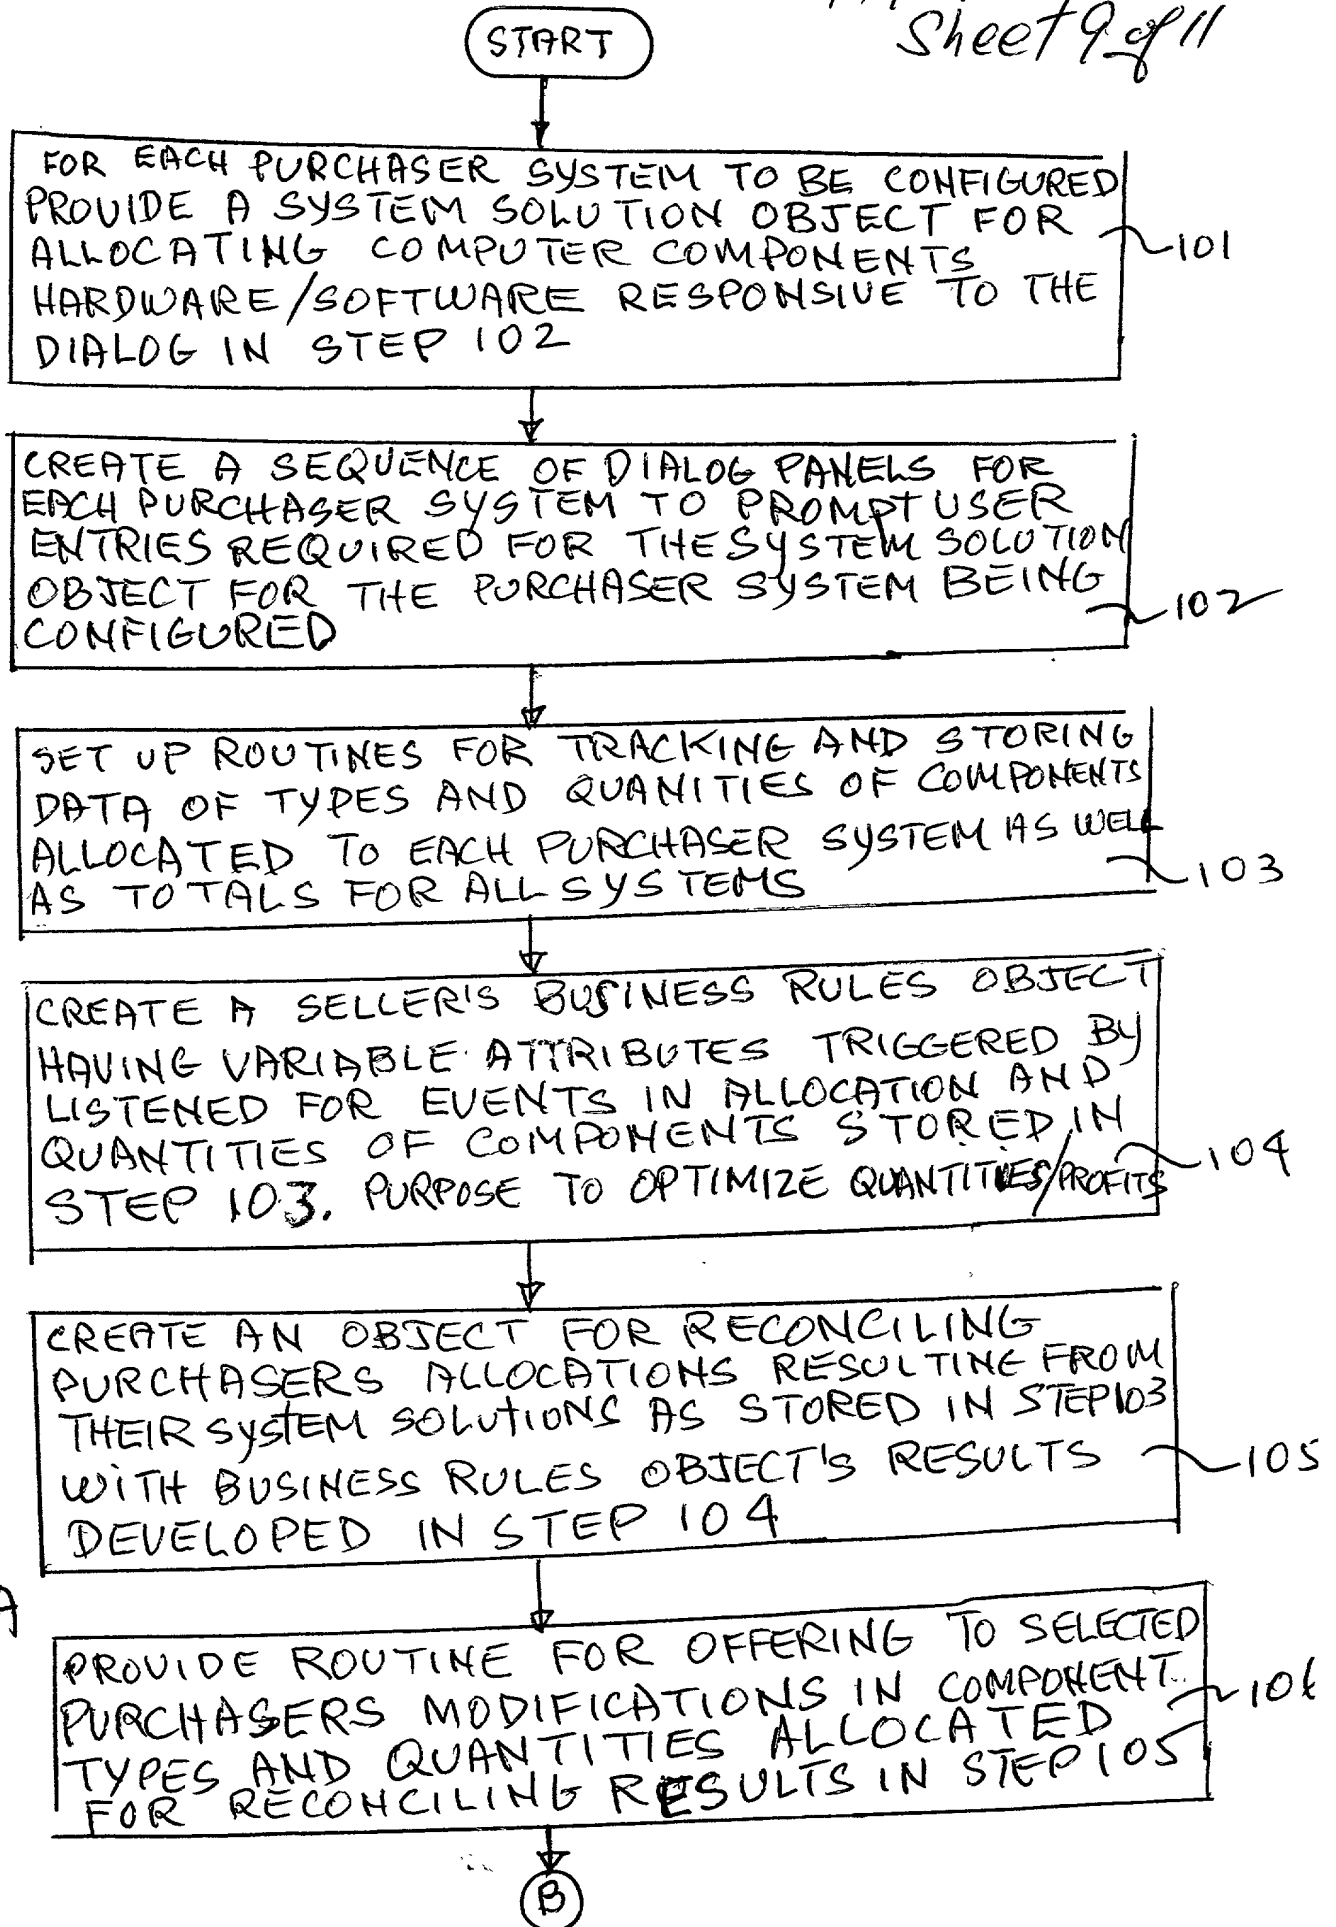 Sheet 9 of 11
START
FOR EACH PURCHASER SYSTEM TO BE CONFIGURED
PROVIDE A SYSTEM SOLUTION OBJECT FOR
ALLOCATING COMPUTER COMPONENTS
HARDWARE/SOFTWARE RESPONSIVE TO THE
DIALOG IN STEP 102
101
CREATE A SEQUENCE OF DIALOG PANELS FOR
EACH PURCHASER SYSTEM TO PROMPT USER
ENTRIES REQUIRED FOR THE SYSTEM SOLUTION
OBJECT FOR THE PURCHASER SYSTEM BEING
CONFIGURED
102
SET UP ROUTINES FOR TRACKING AND STORING
DATA OF TYPES AND QUANITIES OF COMPONENTS
ALLOCATED TO EACH PURCHASER SYSTEM AS WELL
AS TOTALS FOR ALL SYSTEMS
103
CREATE A SELLER'S BUSINESS RULES OBJECT
HAVING VARIABLE ATTRIBUTES TRIGGERED BY
LISTENED FOR EVENTS IN ALLOCATION AND
QUANTITIES OF COMPONENTS STORED IN
STEP 103. PURPOSE TO OPTIMIZE QUANTITIES/PROFITS
104
CREATE AN OBJECT FOR RECONCILING
PURCHASERS ALLOCATIONS RESULTING FROM
THEIR SYSTEM SOLUTIONS AS STORED IN STEP 103
WITH BUSINESS RULES OBJECT'S RESULTS
DEVELOPED IN STEP 104
105
A
PROVIDE ROUTINE FOR OFFERING TO SELECTED
PURCHASERS MODIFICATIONS IN COMPONENT
TYPES AND QUANTITIES ALLOCATED
FOR RECONCILING RESULTS IN STEP 105
106
B